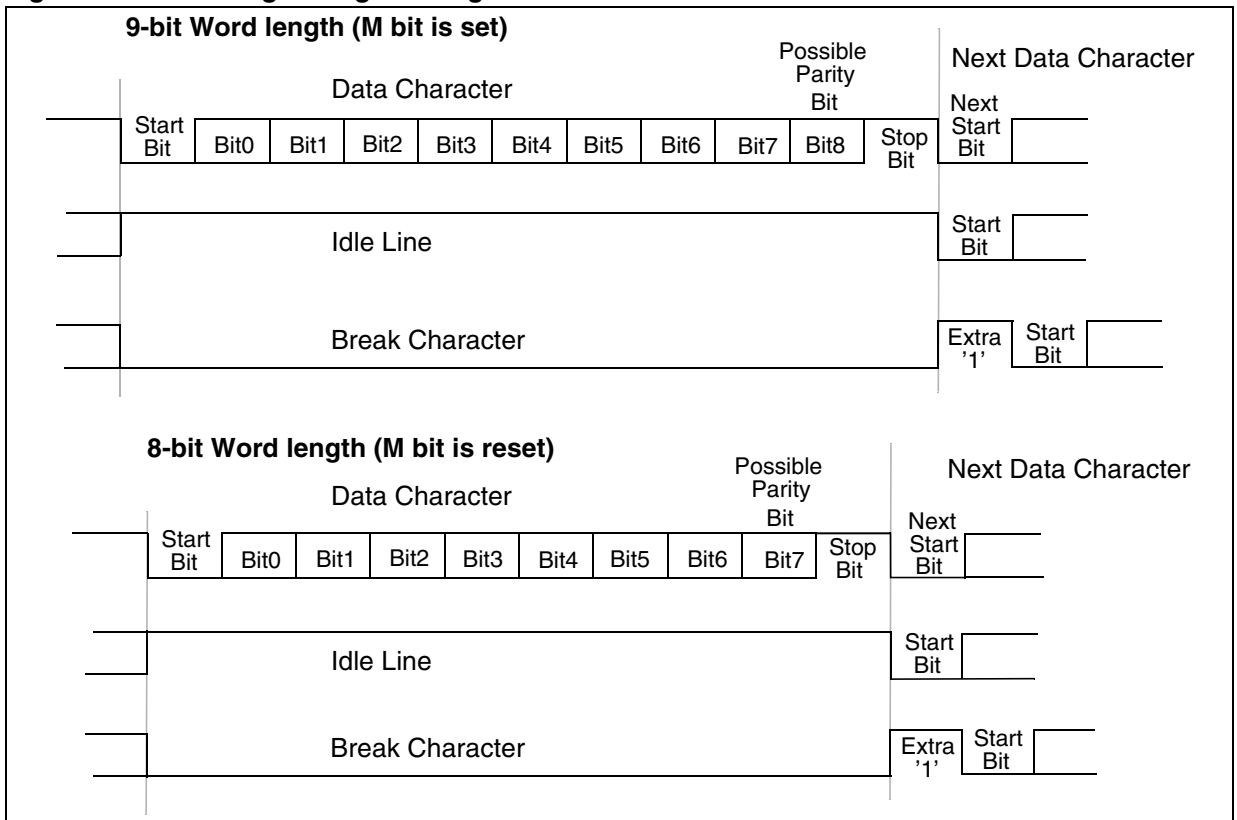 9-bit Word length (M bit is set)
Possible
Parity
Bit
Next Data Character
Data Character
Start
Bit
Bit0
Bit1
Bit2
Bit3
Bit4
Bit5
Bit6
Bit7
Bit8
Stop
Bit
Next
Start
Bit
Idle Line
Start
Bit
Break Character
Extra
'1'
Start
Bit
8-bit Word length (M bit is reset)
Possible
Parity
Bit
Next Data Character
Data Character
Start
Bit
Bit0
Bit1
Bit2
Bit3
Bit4
Bit5
Bit6
Bit7
Stop
Bit
Next
Start
Bit
Idle Line
Start
Bit
Break Character
Extra
'1'
Start
Bit